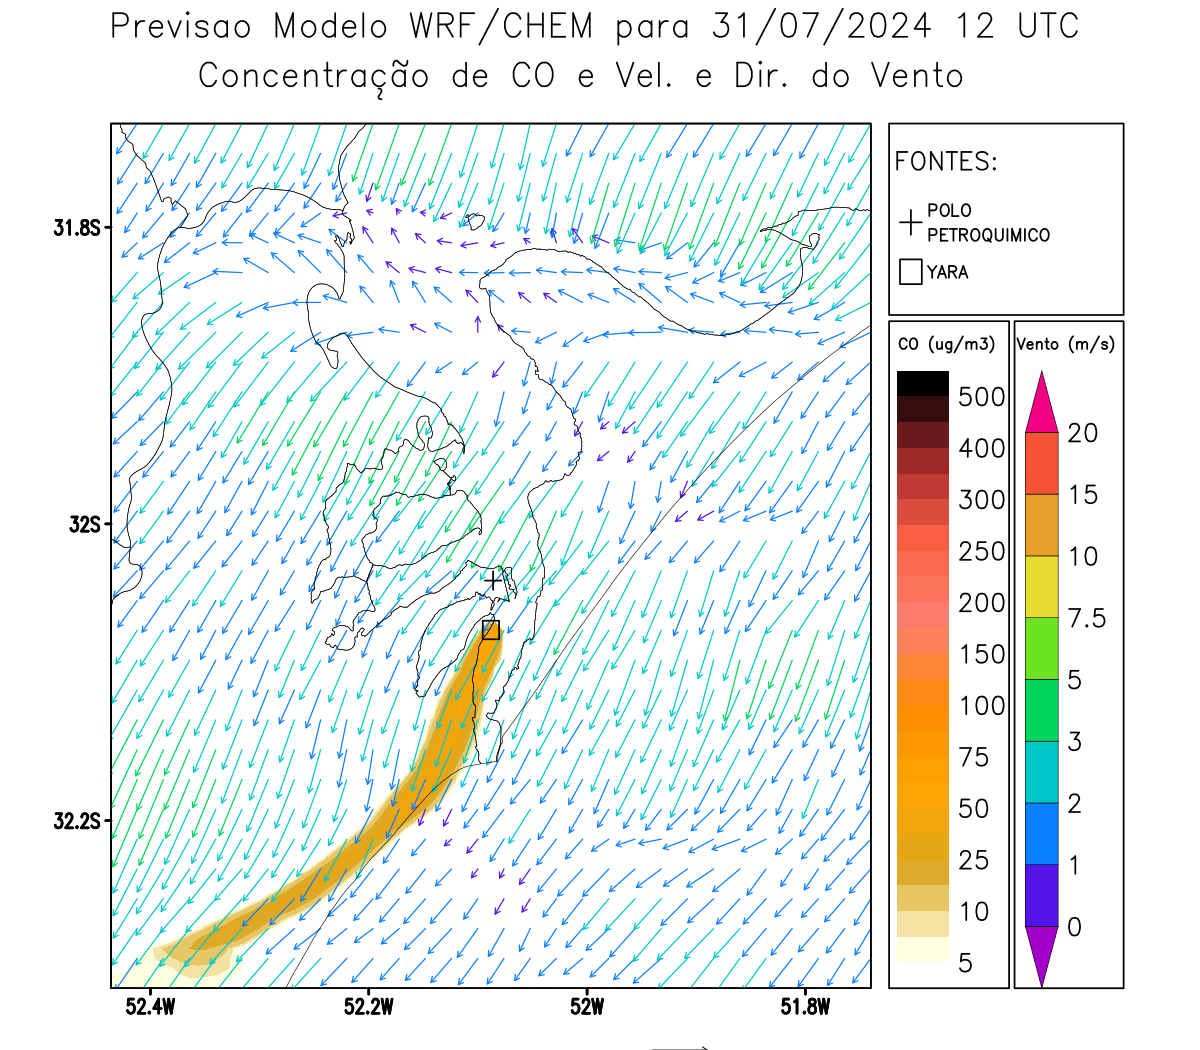 Previsao Modelo WRF/CHEM para 31/07/2024 12 UTC
Concentração de CO e Vel. e Dir. do Vento
FONTES:
POLO
PETROQUIMICO
YARA
31.8S
32S
32.2S
52.4W
52.2W
52W
51.8W
CO (ug/m3)
500
400
300
250
200
150
100
75
50
25
10
5
Vento (m/s)
20
15
10
7.5
5
3
2
1
0